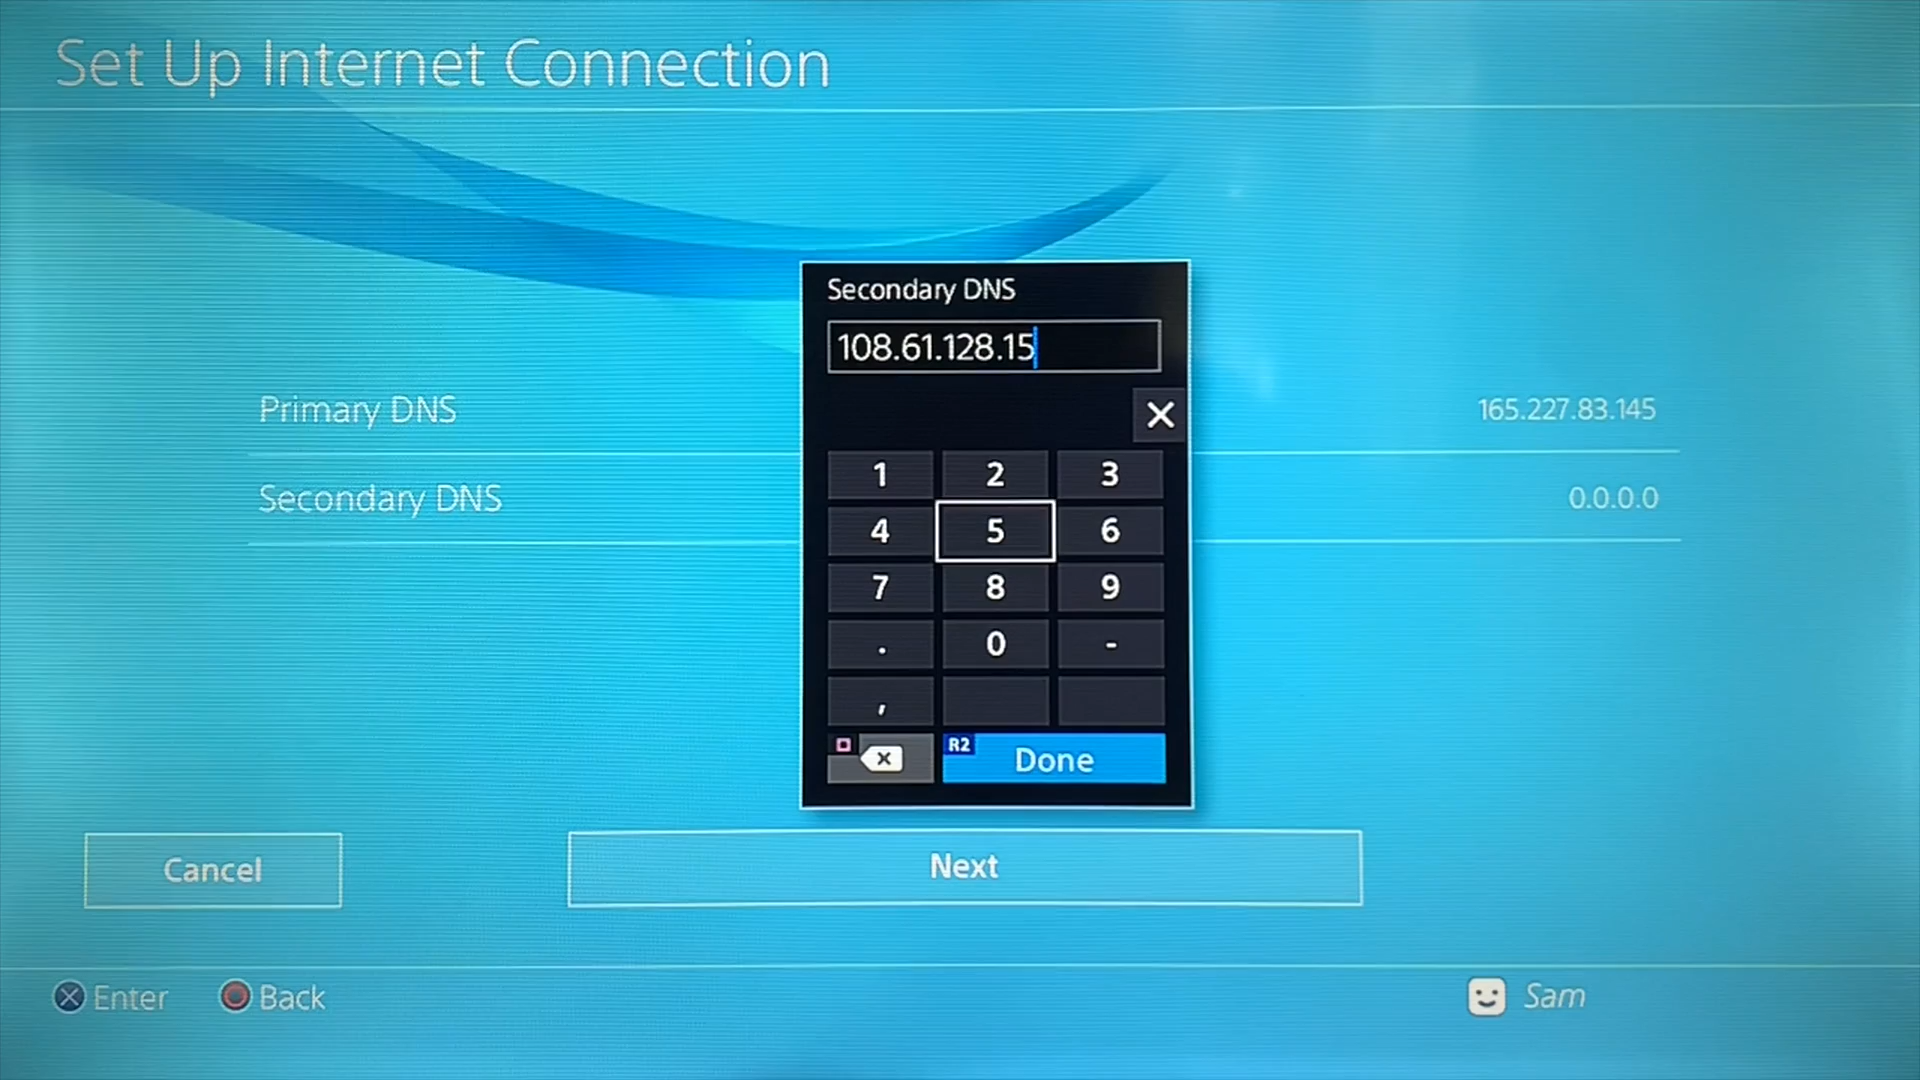 Set Up Internet Connection
Secondary DNS
108.61.128.15
Primary DNS 165.227.83.145
Secondary DNS 0.0.0.0
1 2 3
4 5 6
7 8 9
. 0 -
,
R2 Done
Cancel Next
Enter Back Sam